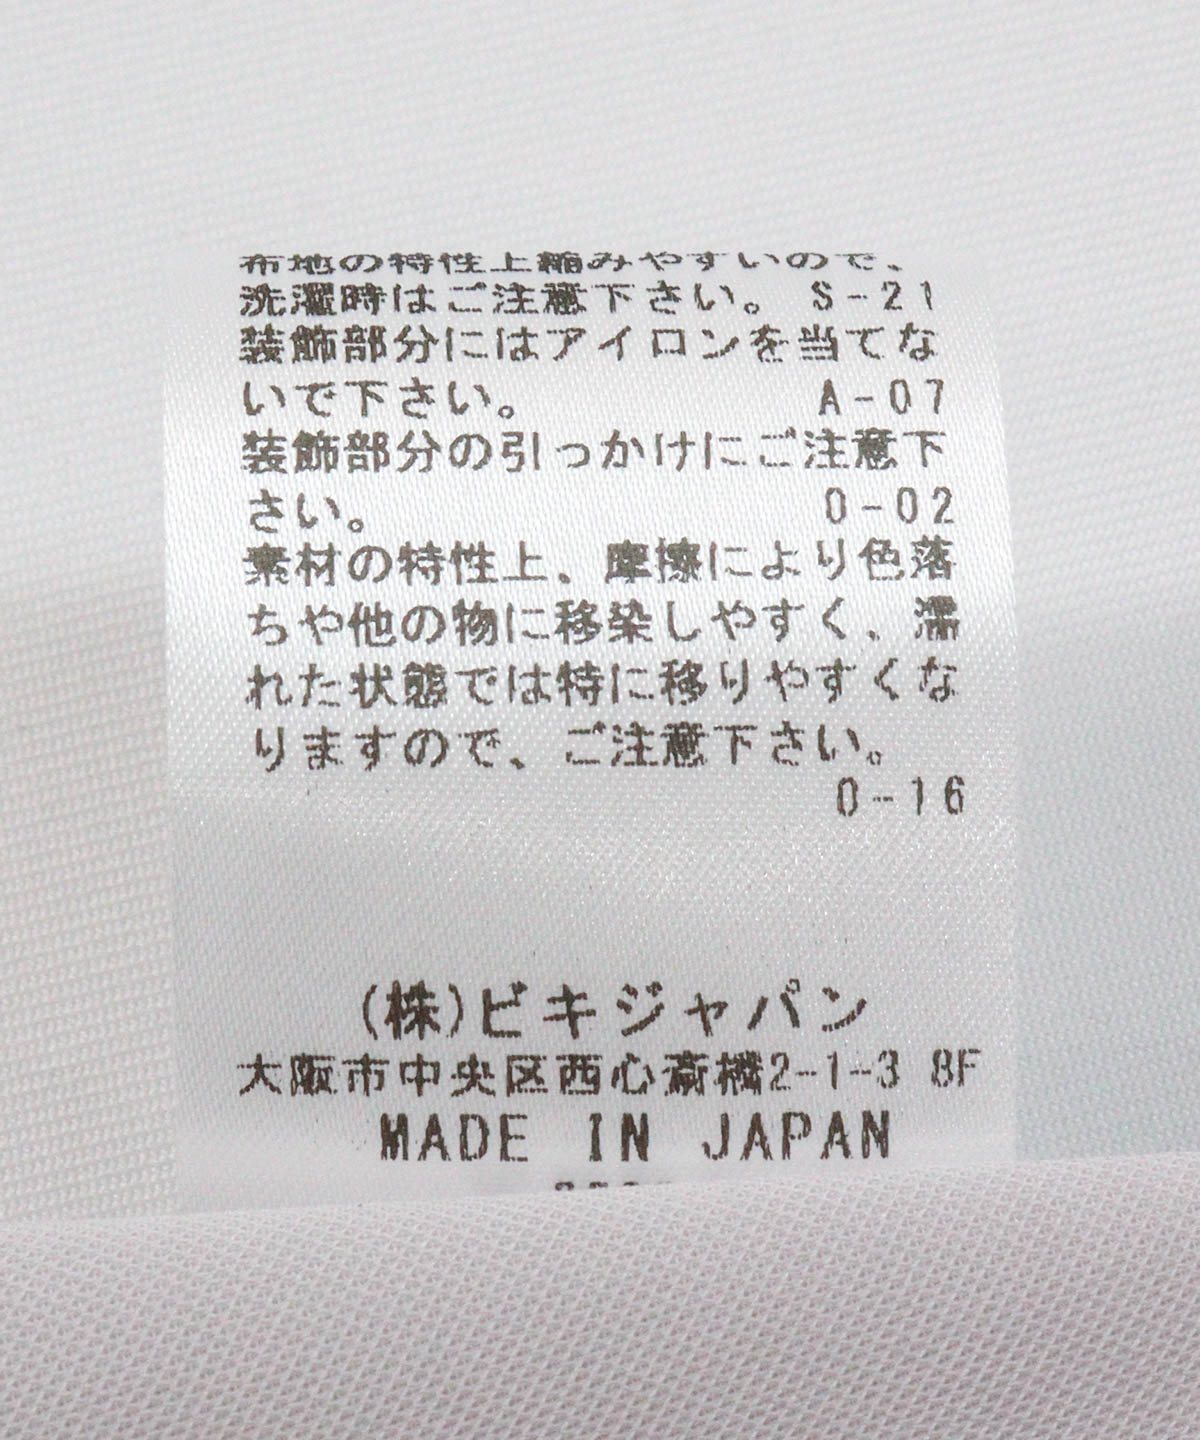 布地の特性上縮みやすいので、
洗濯時はご注意下さい。 S-21
装飾部分にはアイロンを当てな
いで下さい。 A-07
装飾部分の引っかけにご注意下
さい。 0-02
素材の特性上、摩擦により色落
ちや他の物に移染しやすく、濡
れた状態では特に移りやすくな
りますので、ご注意下さい。
0-16
(株)ビキジャパン
大阪市中央区西心斎橋2-1-3 8F
MADE IN JAPAN